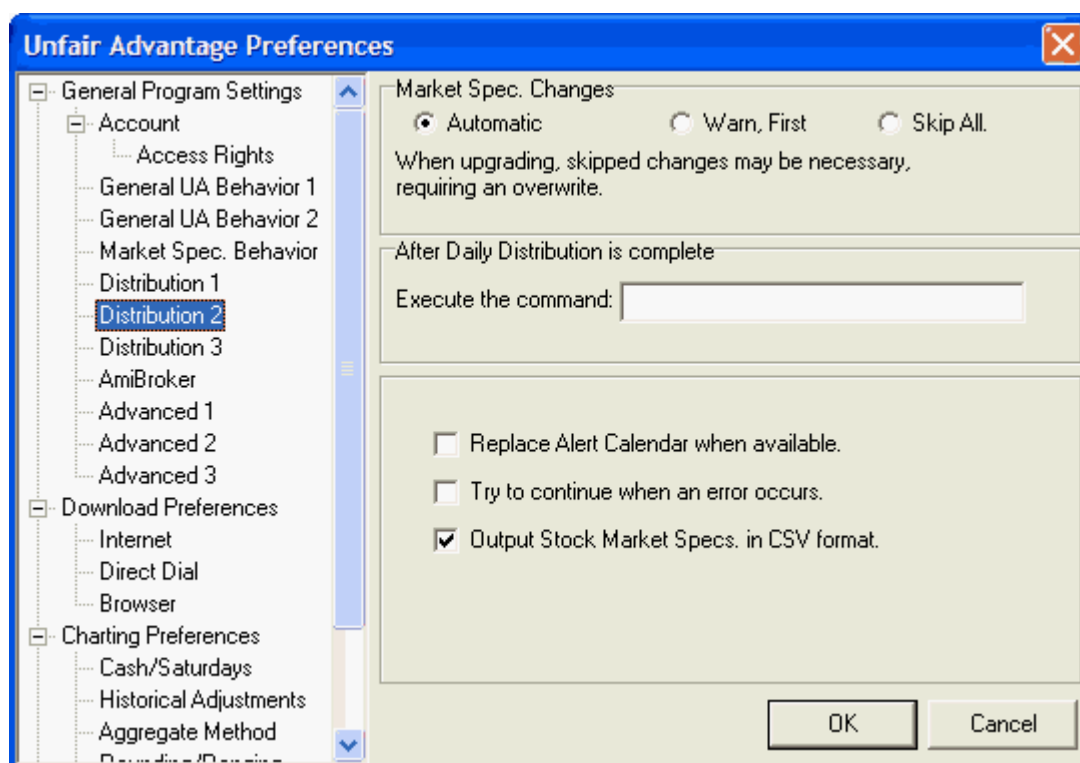 Unfair Advantage Preferences
General Program Settings
Account
Access Rights
General UA Behavior 1
General UA Behavior 2
Market Spec. Behavior
Distribution 1
Distribution 2
Distribution 3
AmiBroker
Advanced 1
Advanced 2
Advanced 3
Download Preferences
Internet
Direct Dial
Browser
Charting Preferences
Cash/Saturdays
Historical Adjustments
Aggregate Method
Market Spec. Changes
Automatic Warn, First Skip All.
When upgrading, skipped changes may be necessary,
requiring an overwrite.
After Daily Distribution is complete
Execute the command:
Replace Alert Calendar when available.
Try to continue when an error occurs.
Output Stock Market Specs. in CSV format.
OK Cancel